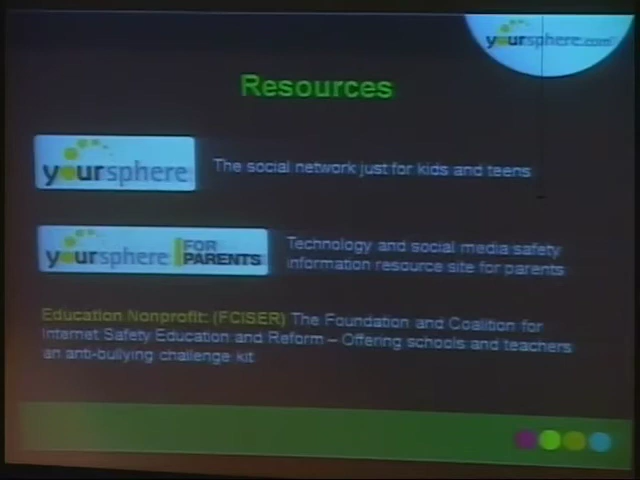 yoursphere.com
Resources
yoursphere
The social network just for kids and teens
yoursphere FOR PARENTS
Technology and social media safety
information resource site for parents
Education Nonprofit: (FCISER) The Foundation and Coalition for
Internet Safety Education and Reform – Offering schools and teachers
an anti-bullying challenge kit